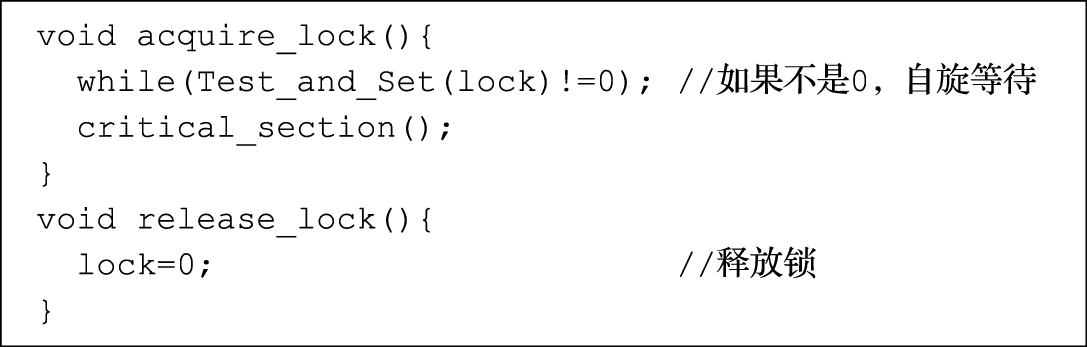 void acquire_lock(){
  while(Test_and_Set(lock)!=0); //如果不是0，自旋等待
  critical_section();
}
void release_lock(){
  lock=0;                       //释放锁
}